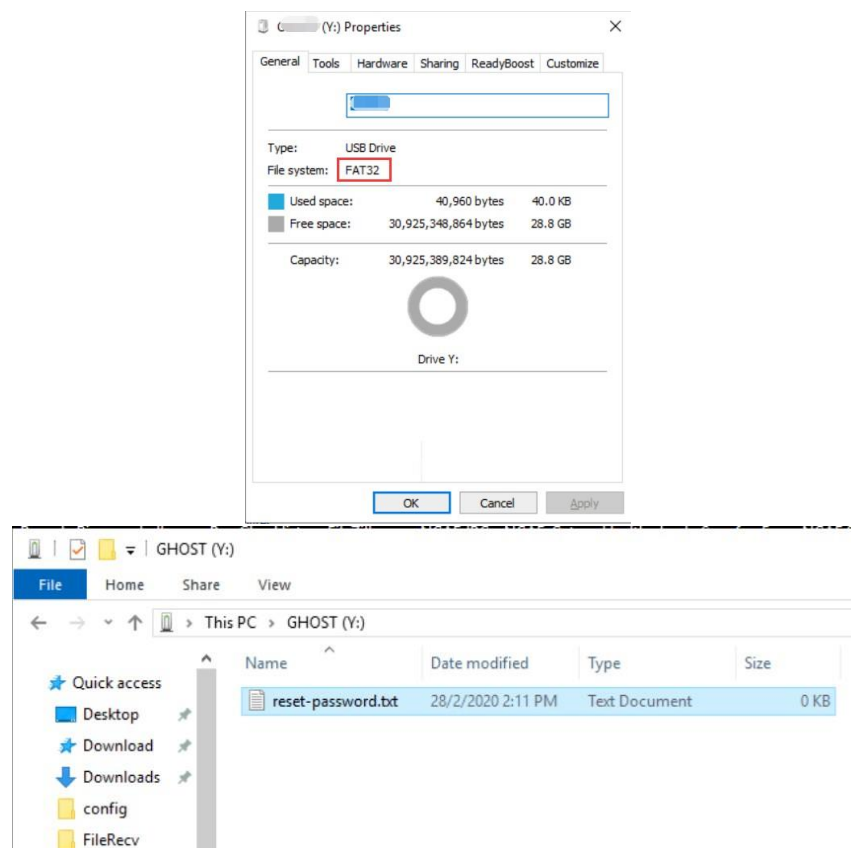 (Y:) Properties
General Tools Hardware Sharing ReadyBoost Customize
Type: USB Drive
File system: FAT32
Used space: 40,960 bytes 40.0 KB
Free space: 30,925,348,864 bytes 28.8 GB
Capacity: 30,925,389,824 bytes 28.8 GB
Drive Y:
OK Cancel Apply
GHOST (Y:)
File Home Share View
This PC > GHOST (Y:)
Name Date modified Type Size
Quick access
reset-password.txt 28/2/2020 2:11 PM Text Document 0 KB
Desktop
Download
Downloads
config
FileRecv